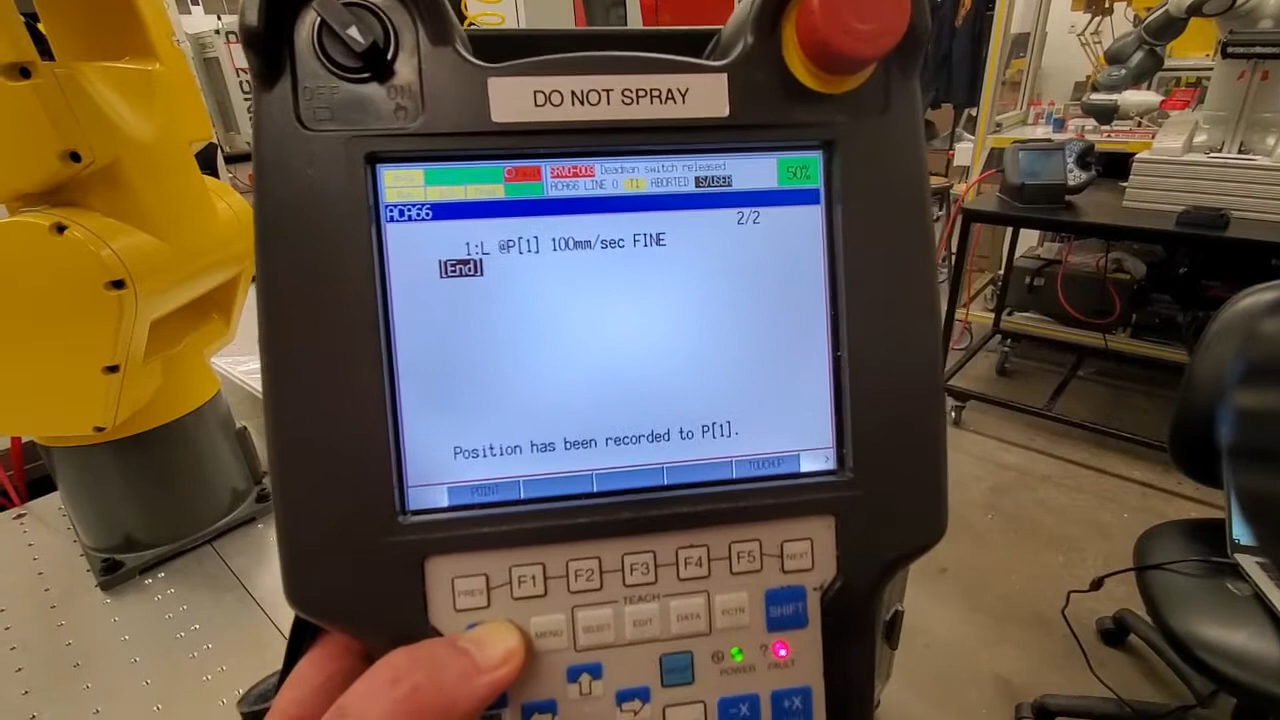 OFF ON
DO NOT SPRAY
SRVO-003 Deadman switch released
ACA66 LINE 0 T1 ABORTED
50%
ACA66
2/2
1:L @P[1] 100mm/sec FINE
[End]
Position has been recorded to P[1].
POINT TOUCHUP >
PREV F1 F2 F3 F4 F5 NEXT
TEACH
MENU SELECT EDIT DATA FCTN SHIFT
POWER ? FAULT
-X +X